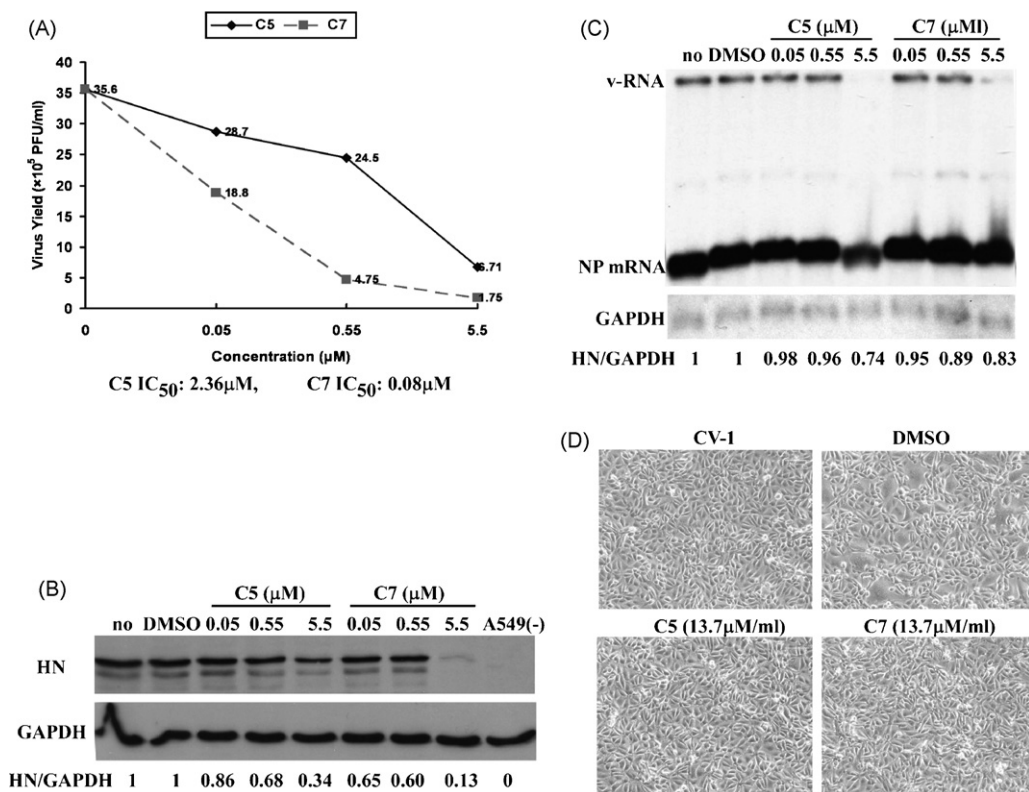 (A)
C5 C7
Virus Yield (×10⁵ PFU/ml)
40
35
30
25
20
15
10
5
0
35.6
28.7
24.5
18.8
6.71
4.75
1.75
0 0.05 0.55 5.5
Concentration (μM)
C5 IC₅₀: 2.36μM, C7 IC₅₀: 0.08μM
(B)
C5 (μM) C7 (μM)
no DMSO 0.05 0.55 5.5 0.05 0.55 5.5 A549(-)
HN
GAPDH
HN/GAPDH 1 1 0.86 0.68 0.34 0.65 0.60 0.13 0
(C)
C5 (μM) C7 (μMl)
no DMSO 0.05 0.55 5.5 0.05 0.55 5.5
v-RNA
NP mRNA
GAPDH
HN/GAPDH 1 1 0.98 0.96 0.74 0.95 0.89 0.83
(D)
CV-1 DMSO
C5 (13.7μM/ml) C7 (13.7μM/ml)